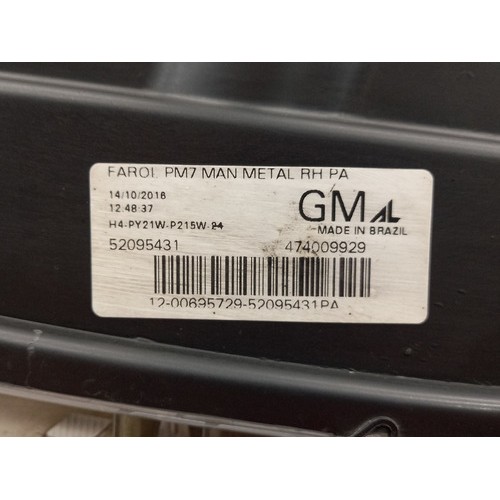 FAROL PM7 MAN METAL RH PA
14/10/2016
12:48:37
GM AL
H4-PY21W-P215W-24
MADE IN BRAZIL
52095431 474009929
12-00695729-52095431PA